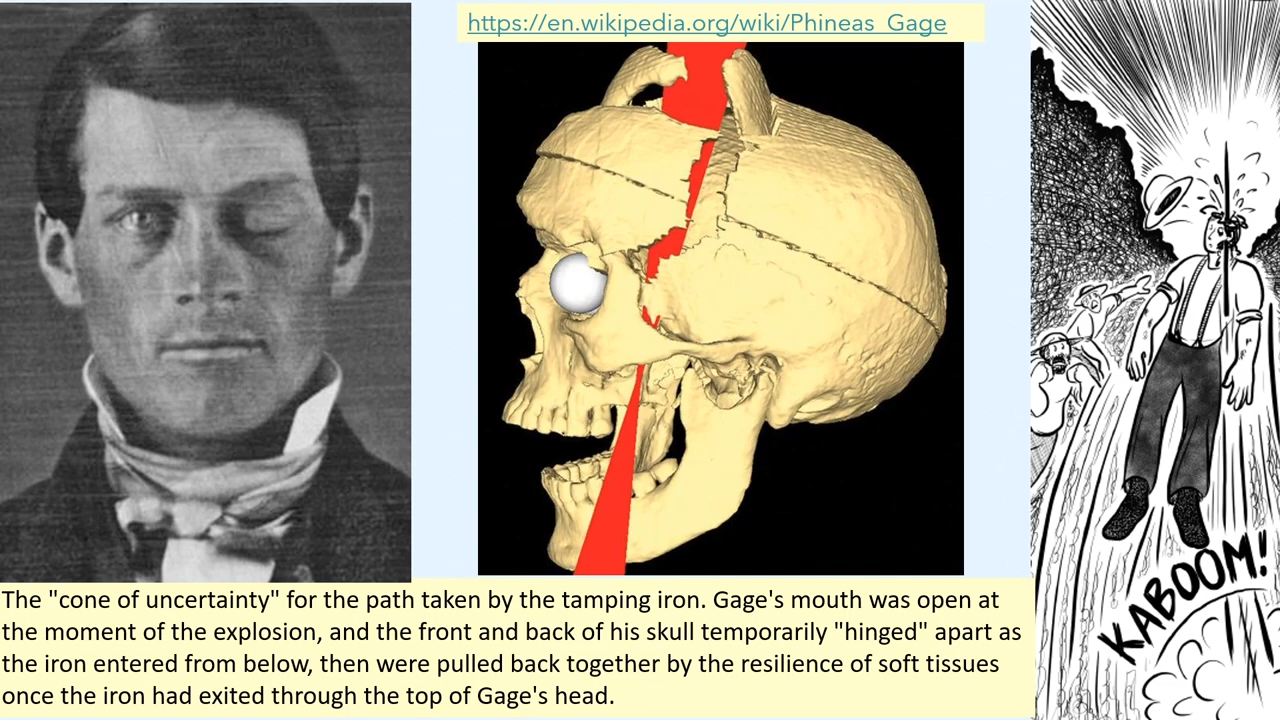 https://en.wikipedia.org/wiki/Phineas_Gage
The "cone of uncertainty" for the path taken by the tamping iron. Gage's mouth was open at
the moment of the explosion, and the front and back of his skull temporarily "hinged" apart as
the iron entered from below, then were pulled back together by the resilience of soft tissues
once the iron had exited through the top of Gage's head.
KABOOM!